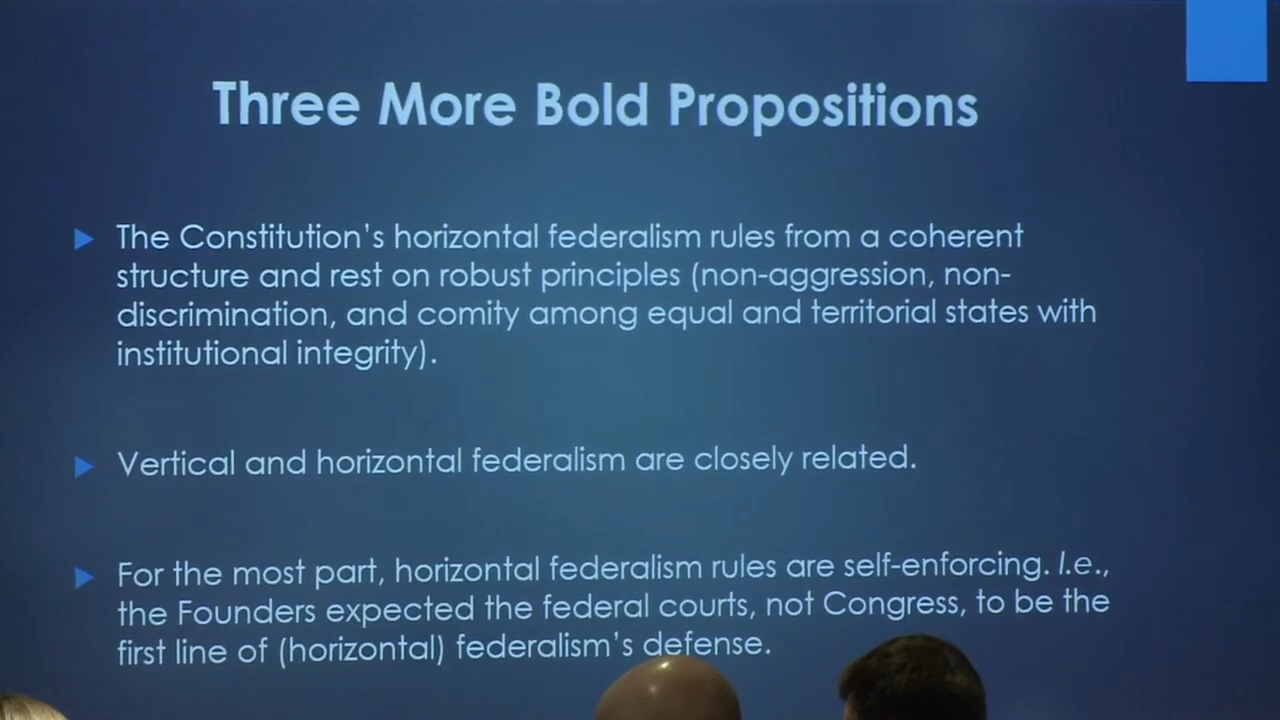 Three More Bold Propositions
The Constitution's horizontal federalism rules from a coherent
structure and rest on robust principles (non-aggression, non-
discrimination, and comity among equal and territorial states with
institutional integrity).
Vertical and horizontal federalism are closely related.
For the most part, horizontal federalism rules are self-enforcing. I.e.,
the Founders expected the federal courts, not Congress, to be the
first line of (horizontal) federalism's defense.